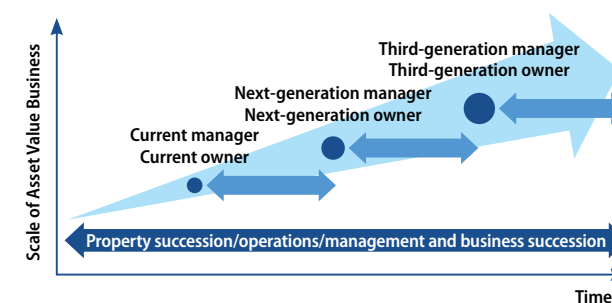 Scale of Asset Value Business
Third-generation manager
Third-generation owner
Next-generation manager
Next-generation owner
Current manager
Current owner
Property succession/operations/management and business succession
Time